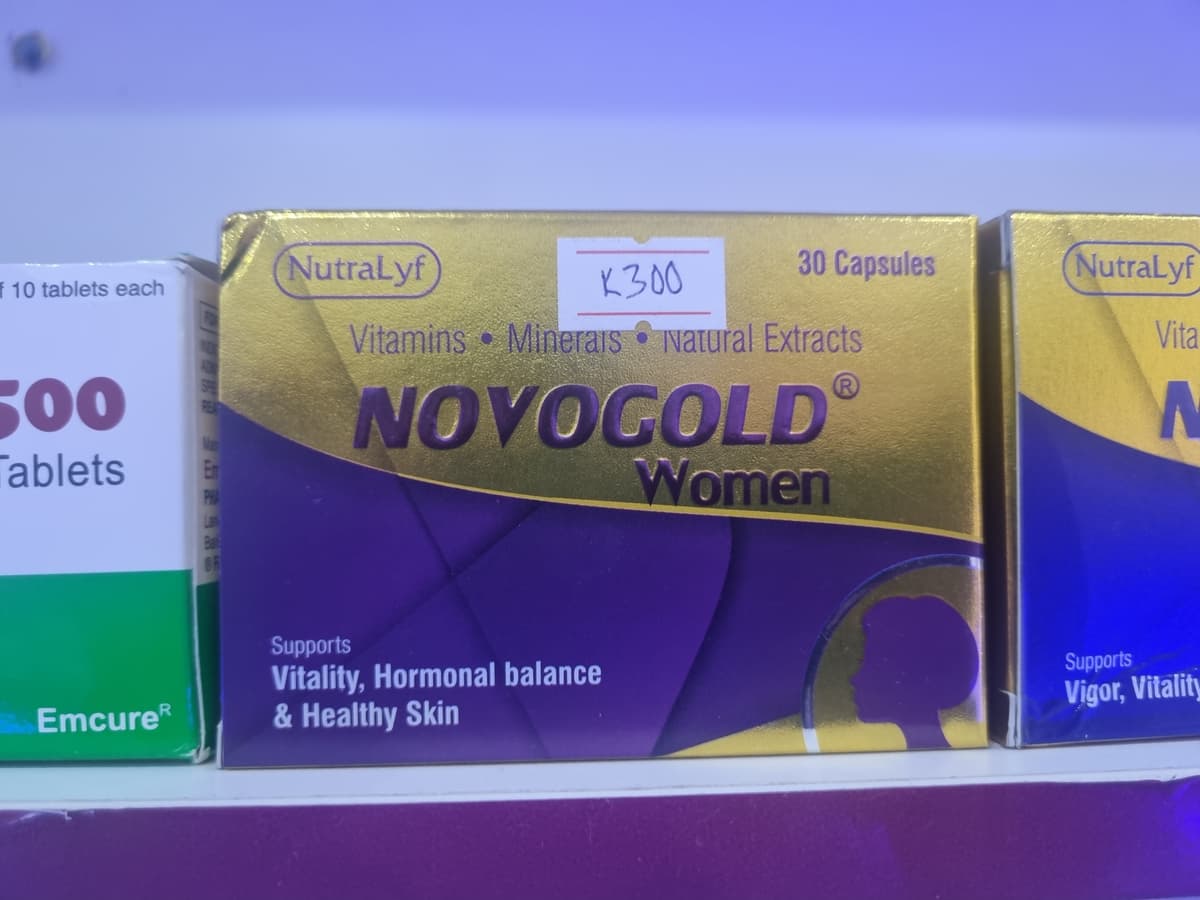 10 tablets each
500
Tablets
Emcure R
NutraLyf
K300
30 Capsules
Vitamins • Minerals • Natural Extracts
NOVOGOLD®
Women
Supports
Vitality, Hormonal balance
& Healthy Skin
NutraLyf
Supports
Vigor, Vitality